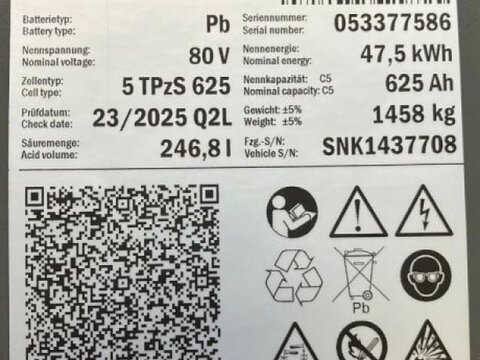 Batterietyp: Pb
Battery type:
Seriennummer: 053377586
Serial number:
Nennspannung: 80 V
Nominal voltage:
Nennenergie: 47,5 kWh
Nominal energy:
Zellentyp: 5 TPzS 625
Cell type:
Nennkapazität: C5 625 Ah
Nominal capacity: C5
Prüfdatum: 23/2025 Q2L
Check date:
Gewicht: ±5% 1458 kg
Weight: ±5%
Säuremenge: 246,8 l
Acid volume:
Fzg.-S/N: SNK1437708
Vehicle S/N:
Pb